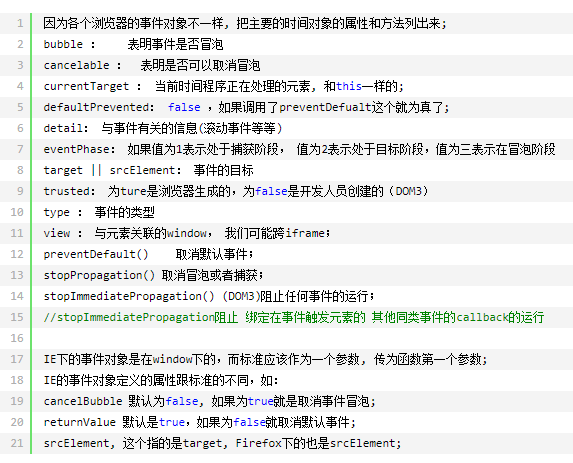 1 因为各个浏览器的事件对象不一样, 把主要的时间对象的属性和方法列出来;
2 bubble : 表明事件是否冒泡
3 cancelable : 表明是否可以取消冒泡
4 currentTarget : 当前时间程序正在处理的元素, 和this一样的;
5 defaultPrevented: false ,如果调用了preventDefualt这个就为真了;
6 detail: 与事件有关的信息(滚动事件等等)
7 eventPhase: 如果值为1表示处于捕获阶段, 值为2表示处于目标阶段,值为三表示在冒泡阶段
8 target || srcElement: 事件的目标
9 trusted: 为ture是浏览器生成的,为false是开发人员创建的(DOM3)
10 type : 事件的类型
11 view : 与元素关联的window, 我们可能跨iframe;
12 preventDefault() 取消默认事件;
13 stopPropagation() 取消冒泡或者捕获;
14 stopImmediatePropagation() (DOM3)阻止任何事件的运行;
15 //stopImmediatePropagation阻止 绑定在事件触发元素的 其他同类事件的callback的运行
16
17 IE下的事件对象是在window下的,而标准应该作为一个参数, 传为函数第一个参数;
18 IE的事件对象定义的属性跟标准的不同,如:
19 cancelBubble 默认为false, 如果为true就是取消事件冒泡;
20 returnValue 默认是true,如果为false就取消默认事件;
21 srcElement, 这个指的是target, Firefox下的也是srcElement;